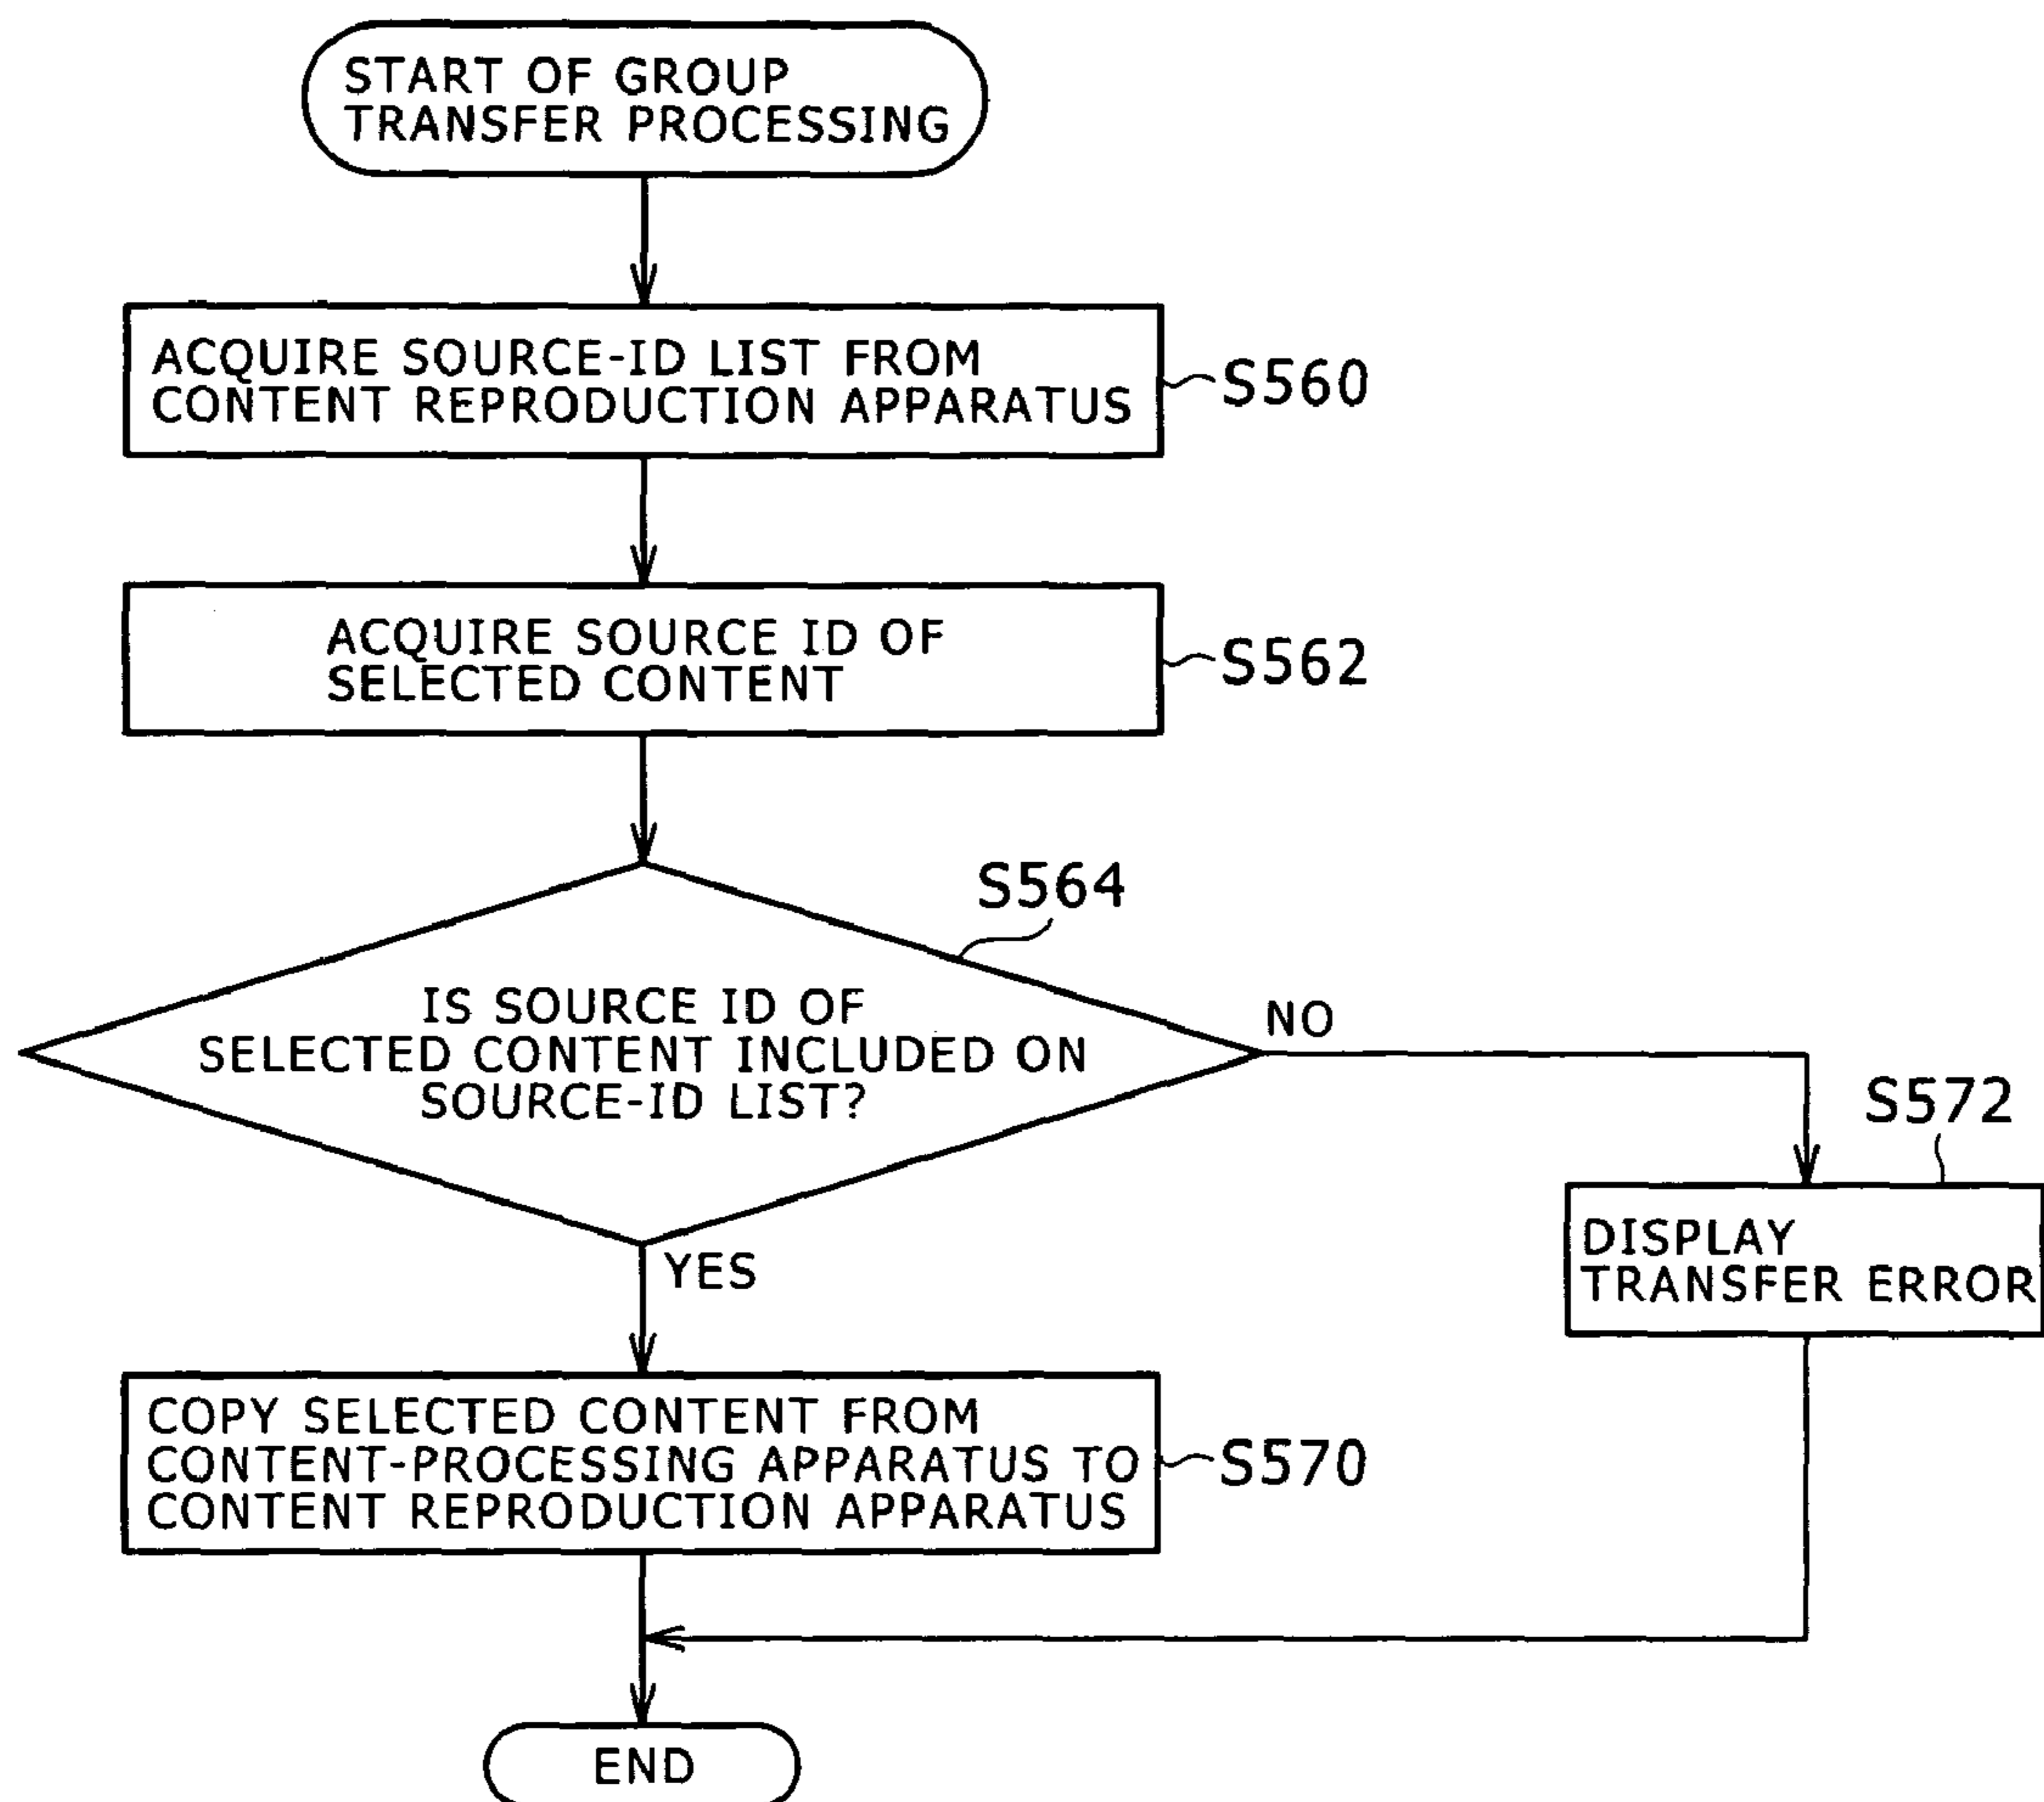 START OF GROUP
TRANSFER PROCESSING
ACQUIRE SOURCE-ID LIST FROM
CONTENT REPRODUCTION APPARATUS
S560
ACQUIRE SOURCE ID OF
SELECTED CONTENT
S562
S564
IS SOURCE ID OF
SELECTED CONTENT INCLUDED ON
SOURCE-ID LIST?
NO
S572
DISPLAY
TRANSFER ERROR
YES
COPY SELECTED CONTENT FROM
CONTENT-PROCESSING APPARATUS TO
CONTENT REPRODUCTION APPARATUS
S570
END